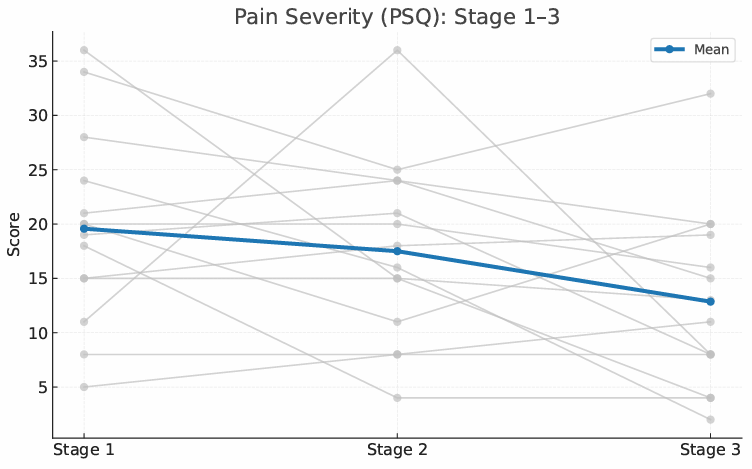 Pain Severity (PSQ): Stage 1–3
Mean
35
30
25
20
15
10
5
Score
Stage 1
Stage 2
Stage 3